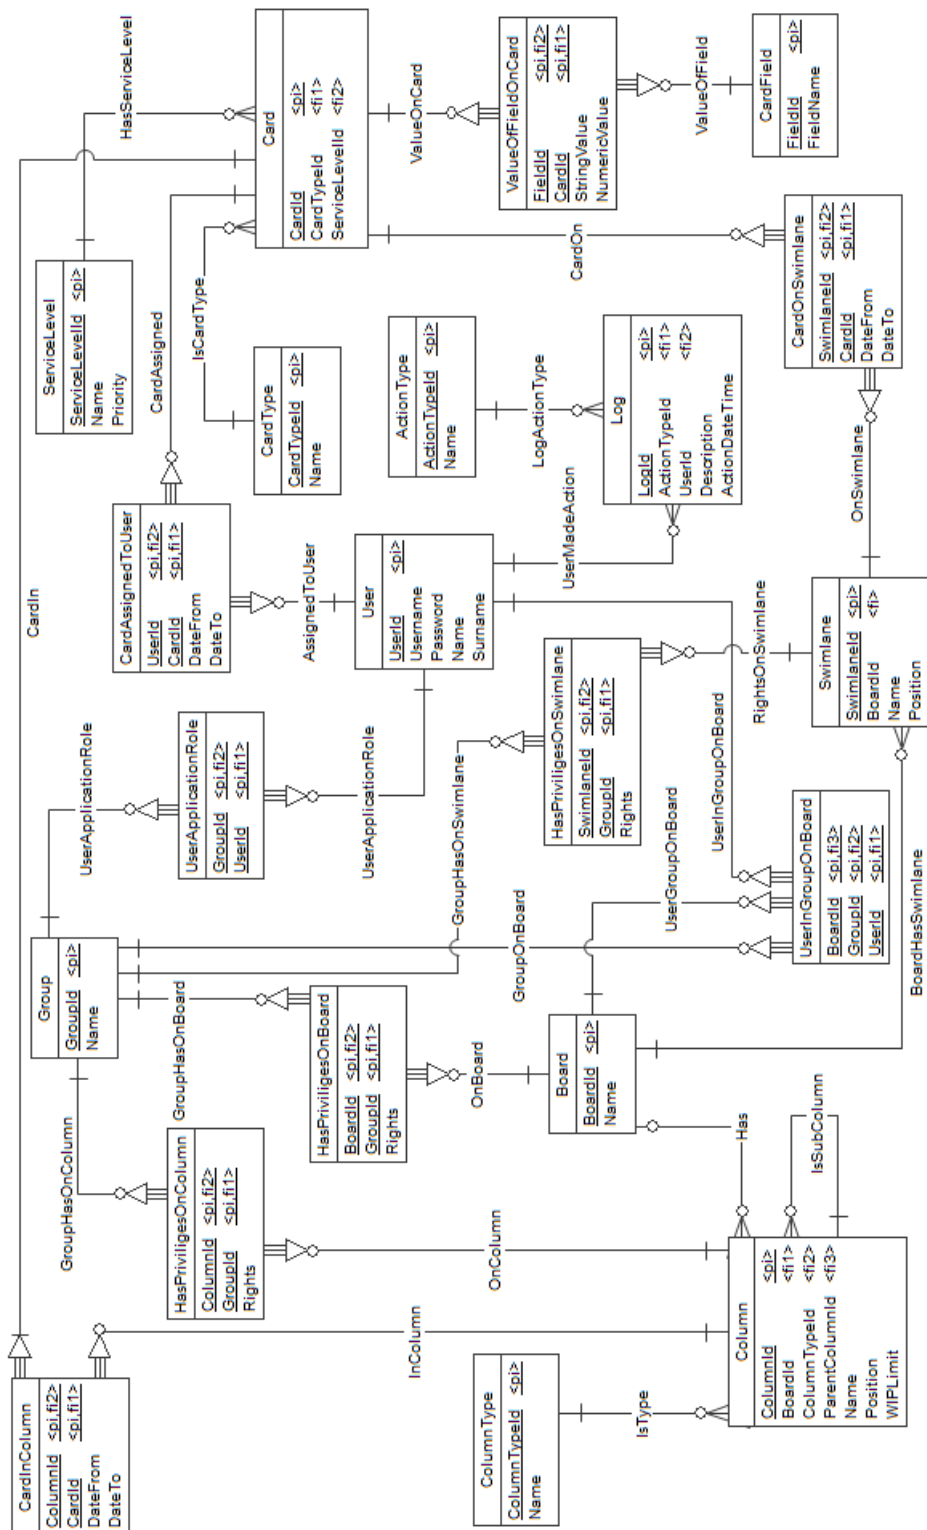 CardInColumn
ColumnId <pi,fi2>
CardId <pi,fi1>
DateFrom
DateTo
CardIn
Group
GroupId <pi>
Name
ServiceLevel
ServiceLevelId <pi>
Name
Priority
GroupHasOnColumn
UserApplicationRole
HasServiceLevel
CardAssignedToUser
UserId <pi,fi2>
CardId <pi,fi1>
DateFrom
DateTo
CardAssigned
HasPriviligesOnColumn
ColumnId <pi,fi2>
GroupId <pi,fi1>
Rights
GroupHasOnBoard
UserApplicationRole
GroupId <pi,fi2>
UserId <pi,fi1>
IsCardType
CardType
CardTypeId <pi>
Name
Card
CardId <pi>
CardTypeId <fi1>
ServiceLevelId <fi2>
HasPriviligesOnBoard
BoardId <pi,fi2>
GroupId <pi,fi1>
Rights
AssignedToUser
UserApplicationRole
User
UserId <pi>
Username
Password
Name
Surname
ActionType
ActionTypeId <pi>
Name
InColumn
ValueOnCard
GroupHasOnSwimlane
OnBoard
ColumnType
ColumnTypeId <pi>
Name
OnColumn
GroupOnBoard
LogActionType
ValueOfFieldOnCard
FieldId <pi,fi2>
CardId <pi,fi1>
StringValue
NumericValue
Board
BoardId <pi>
Name
HasPriviligesOnSwimlane
SwimlaneId <pi,fi2>
GroupId <pi,fi1>
Rights
UserMadeAction
CardOn
Log
LogId <pi>
ActionTypeId <fi1>
UserId <fi2>
Description
ActionDateTime
IsType
UserGroupOnBoard
ValueOfField
UserInGroupOnBoard
Has
RightsOnSwimlane
Column
ColumnId <pi>
BoardId <fi1>
ColumnTypeId <fi2>
ParentColumnId <fi3>
Name
Position
WIPLimit
CardField
FieldId <pi>
FieldName
CardOnSwimlane
SwimlaneId <pi,fi2>
CardId <pi,fi1>
DateFrom
DateTo
UserInGroupOnBoard
BoardId <pi,fi3>
GroupId <pi,fi2>
UserId <pi,fi1>
IsSubColumn
Swimlane
SwimlaneId <pi>
BoardId <fi>
Name
Position
OnSwimlane
BoardHasSwimlane